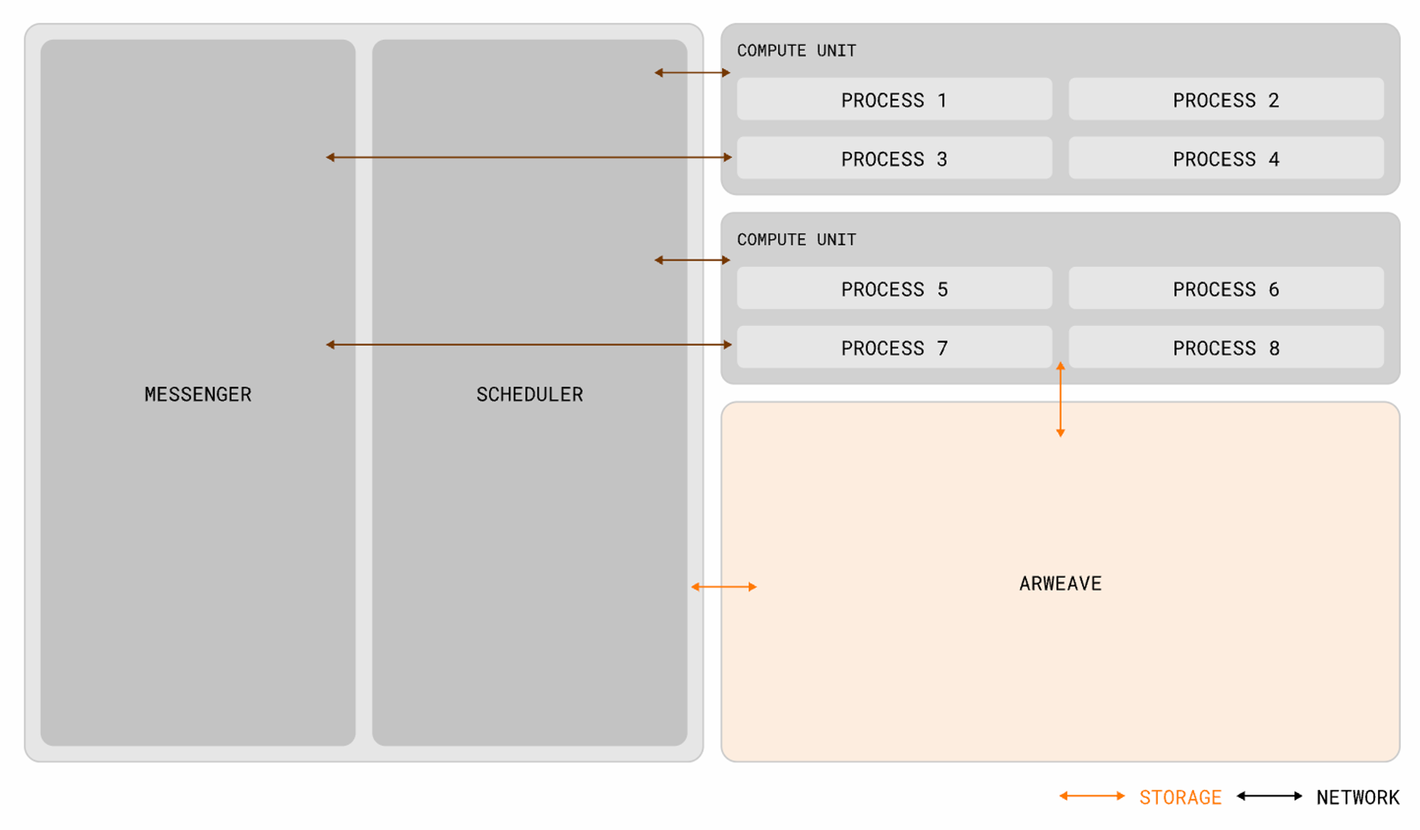 MESSENGER
SCHEDULER
COMPUTE UNIT
PROCESS 1
PROCESS 2
PROCESS 3
PROCESS 4
COMPUTE UNIT
PROCESS 5
PROCESS 6
PROCESS 7
PROCESS 8
ARWEAVE
STORAGE
NETWORK